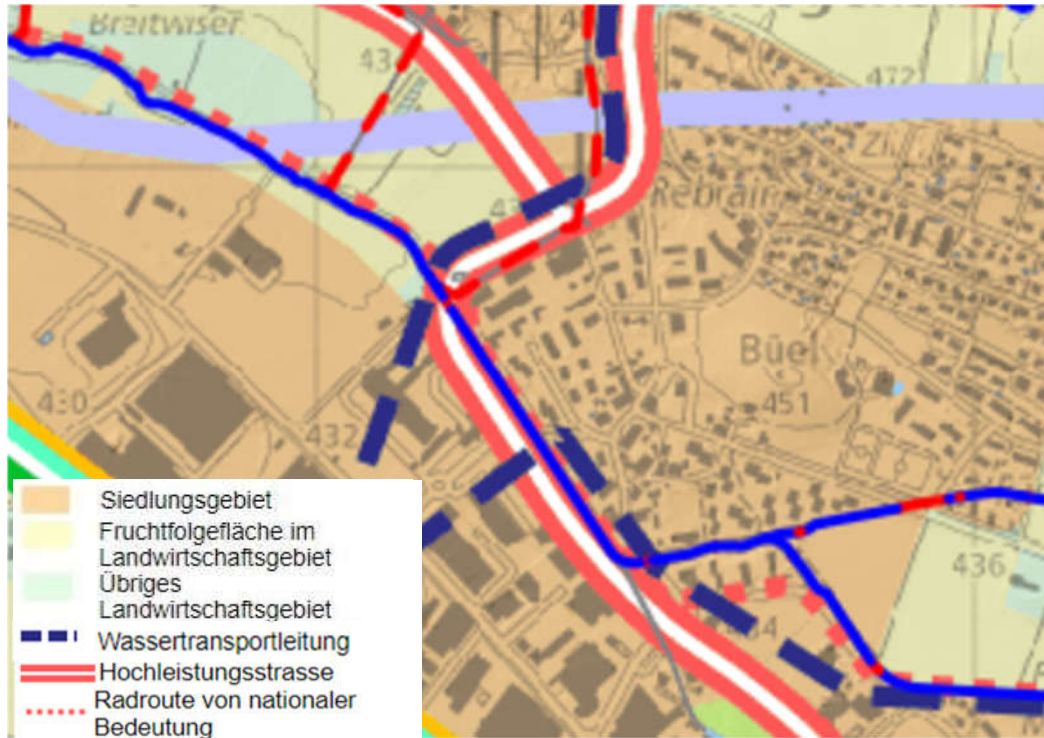 Breitwiser
472
Rebrain
Büel
451
430
432
436
Siedlungsgebiet
Fruchtfolgefläche im
Landwirtschaftsgebiet
Übriges
Landwirtschaftsgebiet
Wassertransportleitung
Hochleistungsstrasse
Radroute von nationaler
Bedeutung